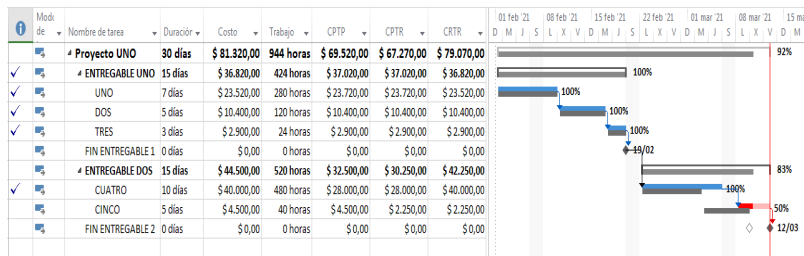 Modo de Nombre de tarea Duración Costo Trabajo CPTP CPTR CRTR
01 feb '21 08 feb '21 15 feb '21 22 feb '21 01 mar '21 08 mar '21 15 ma
D M J S L X V D M J S L X V D M J S L X V D
Proyecto UNO 30 días $ 81.320,00 944 horas $ 69.520,00 $ 67.270,00 $ 79.070,00 92%
ENTREGABLE UNO 15 días $ 36.820,00 424 horas $ 37.020,00 $ 37.020,00 $ 36.820,00 100%
UNO 7 días $ 23.520,00 280 horas $ 23.720,00 $ 23.720,00 $ 23.520,00 100%
DOS 5 días $ 10.400,00 120 horas $ 10.400,00 $ 10.400,00 $ 10.400,00 100%
TRES 3 días $ 2.900,00 24 horas $ 2.900,00 $ 2.900,00 $ 2.900,00 100%
FIN ENTREGABLE 1 0 días $ 0,00 0 horas $ 0,00 $ 0,00 $ 0,00 19/02
ENTREGABLE DOS 15 días $ 44.500,00 520 horas $ 32.500,00 $ 30.250,00 $ 42.250,00 83%
CUATRO 10 días $ 40.000,00 480 horas $ 28.000,00 $ 28.000,00 $ 40.000,00 100%
CINCO 5 días $ 4.500,00 40 horas $ 4.500,00 $ 2.250,00 $ 2.250,00 50%
FIN ENTREGABLE 2 0 días $ 0,00 0 horas $ 0,00 $ 0,00 $ 0,00 12/03